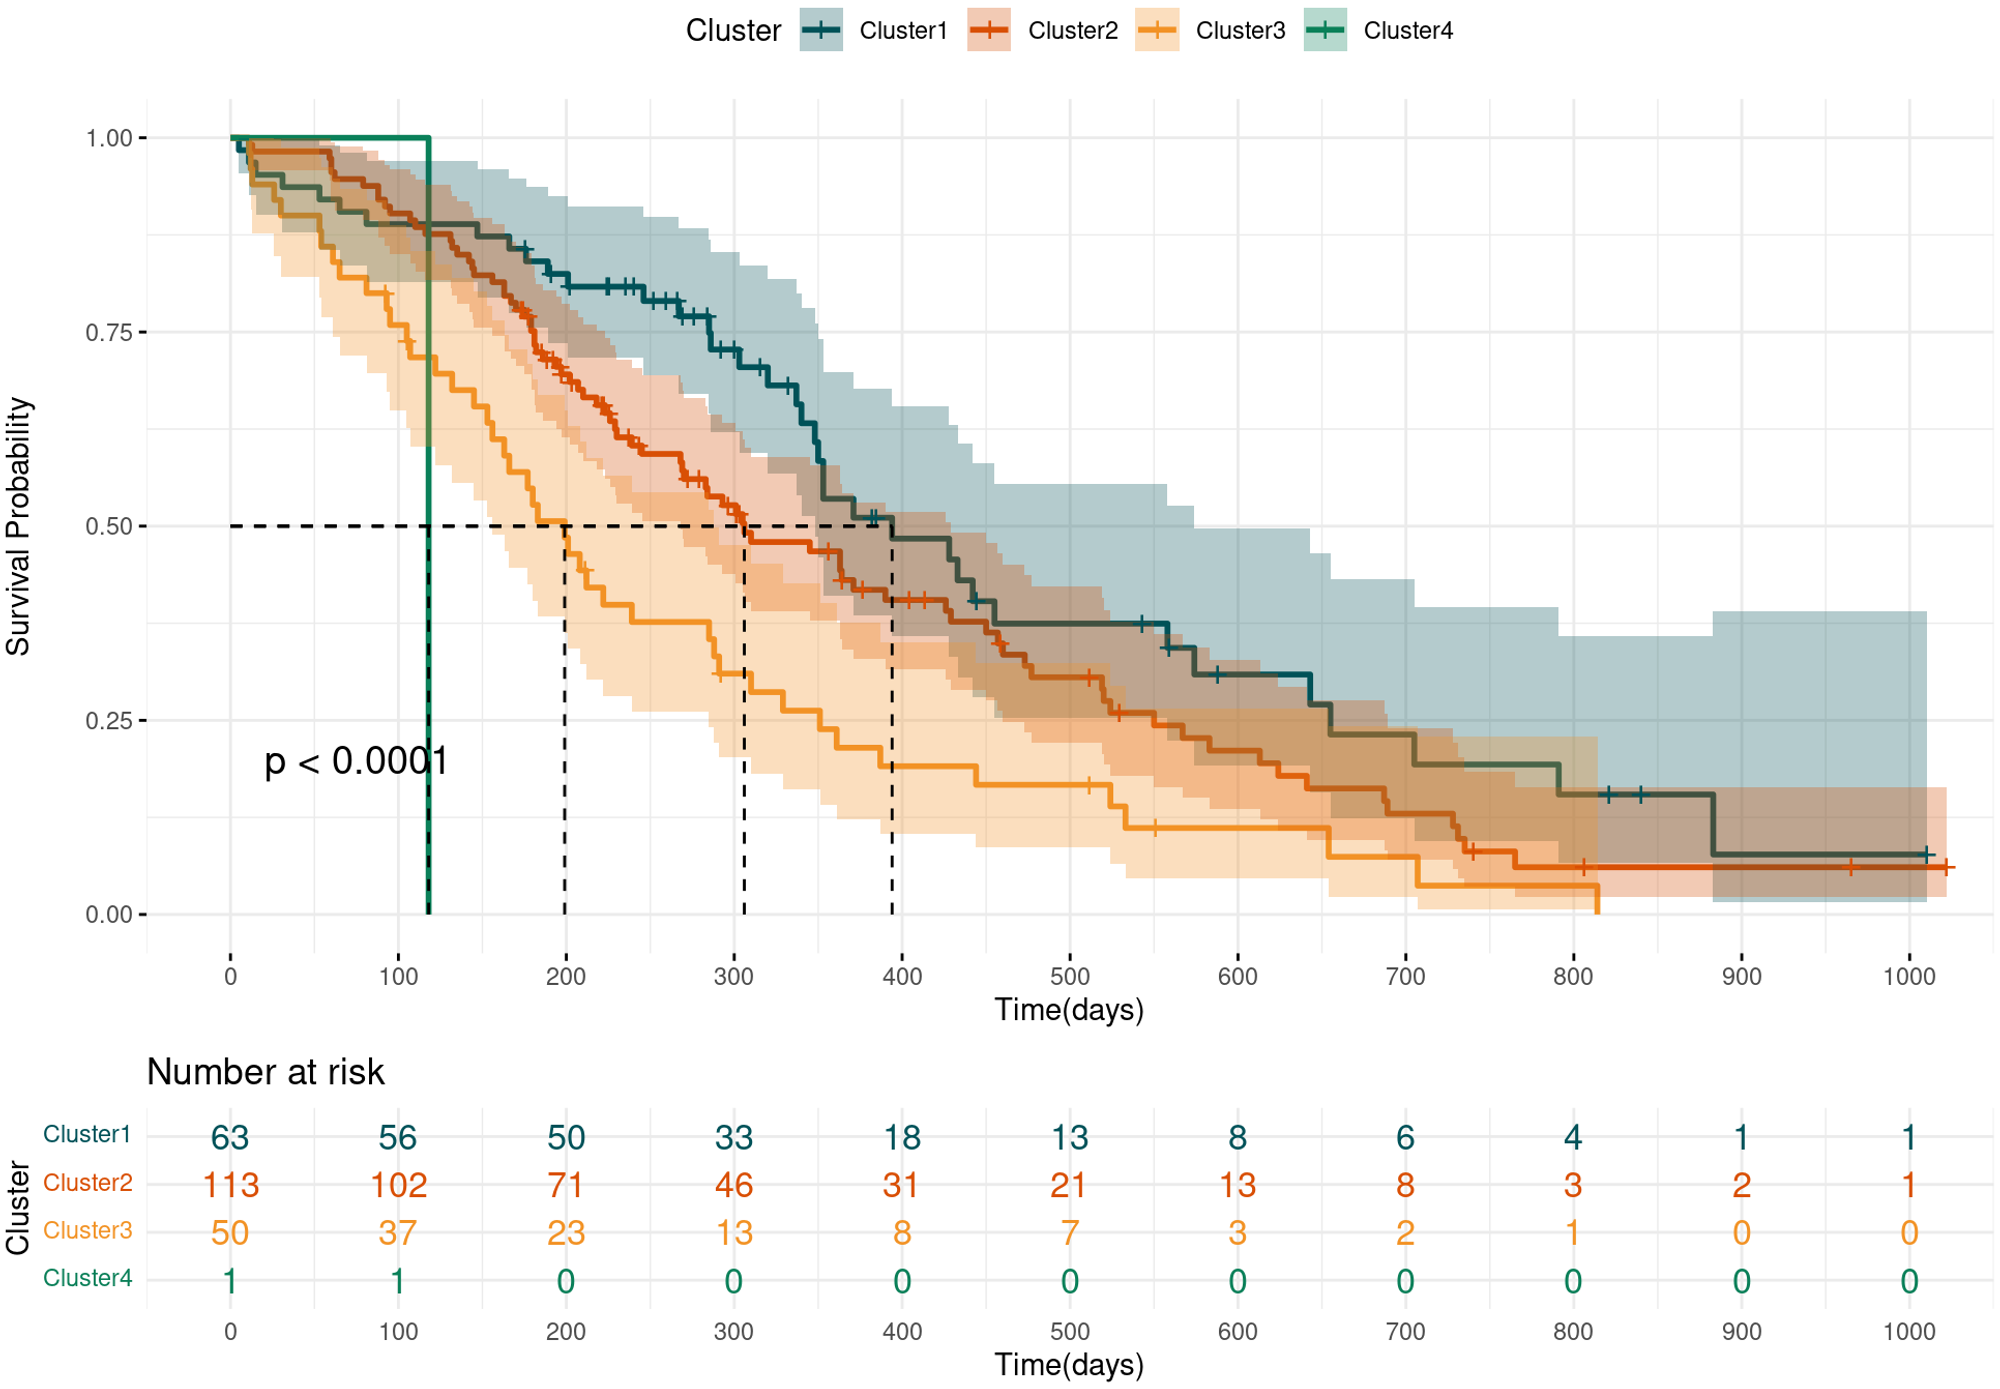 Cluster Cluster1 Cluster2 Cluster3 Cluster4
Survival Probability
1.00
0.75
0.50
0.25
0.00
p < 0.0001
0 100 200 300 400 500 600 700 800 900 1000
Time(days)
Number at risk
Cluster
Cluster1 63 56 50 33 18 13 8 6 4 1 1
Cluster2 113 102 71 46 31 21 13 8 3 2 1
Cluster3 50 37 23 13 8 7 3 2 1 0 0
Cluster4 1 1 0 0 0 0 0 0 0 0 0
0 100 200 300 400 500 600 700 800 900 1000
Time(days)